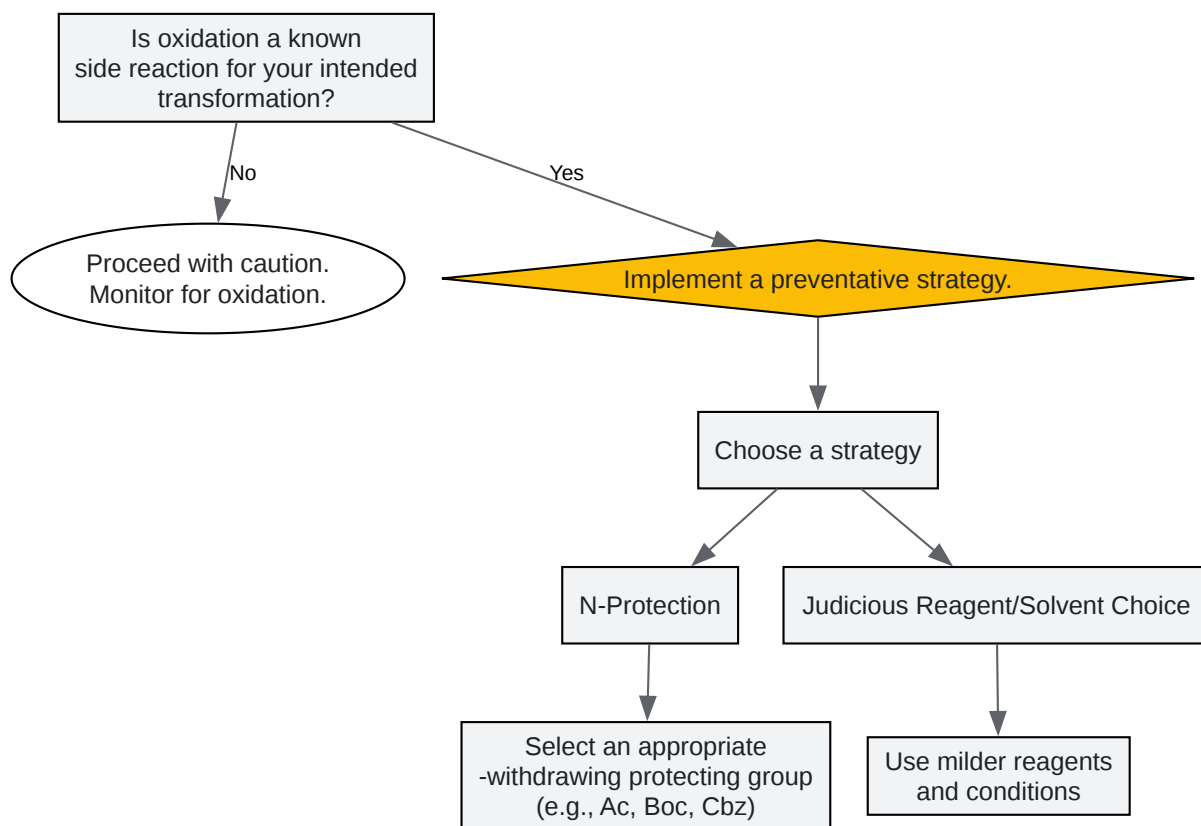 Is oxidation a known
side reaction for your intended
transformation?
No
Yes
Proceed with caution.
Monitor for oxidation.
Implement a preventative strategy.
Choose a strategy
N-Protection
Judicious Reagent/Solvent Choice
Select an appropriate
-withdrawing protecting group
(e.g., Ac, Boc, Cbz)
Use milder reagents
and conditions